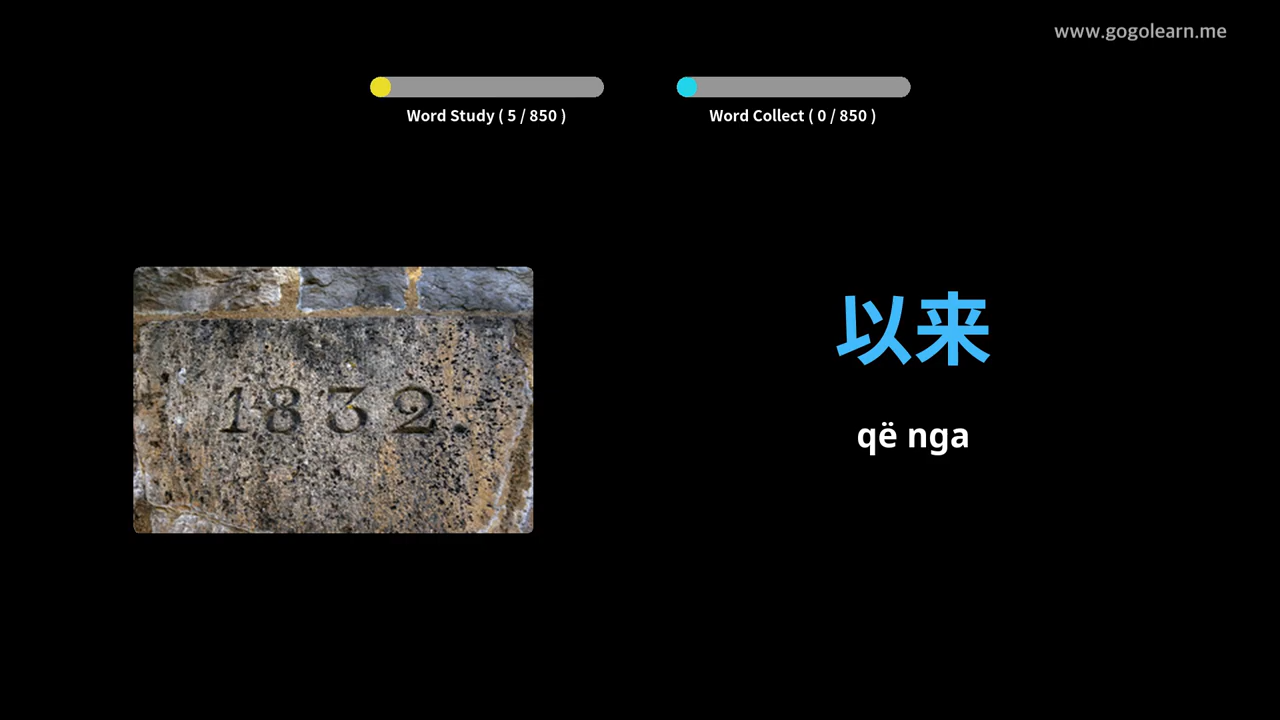 www.gogolearn.me
Word Study ( 5 / 850 )
Word Collect ( 0 / 850 )
1832.
以来
që nga